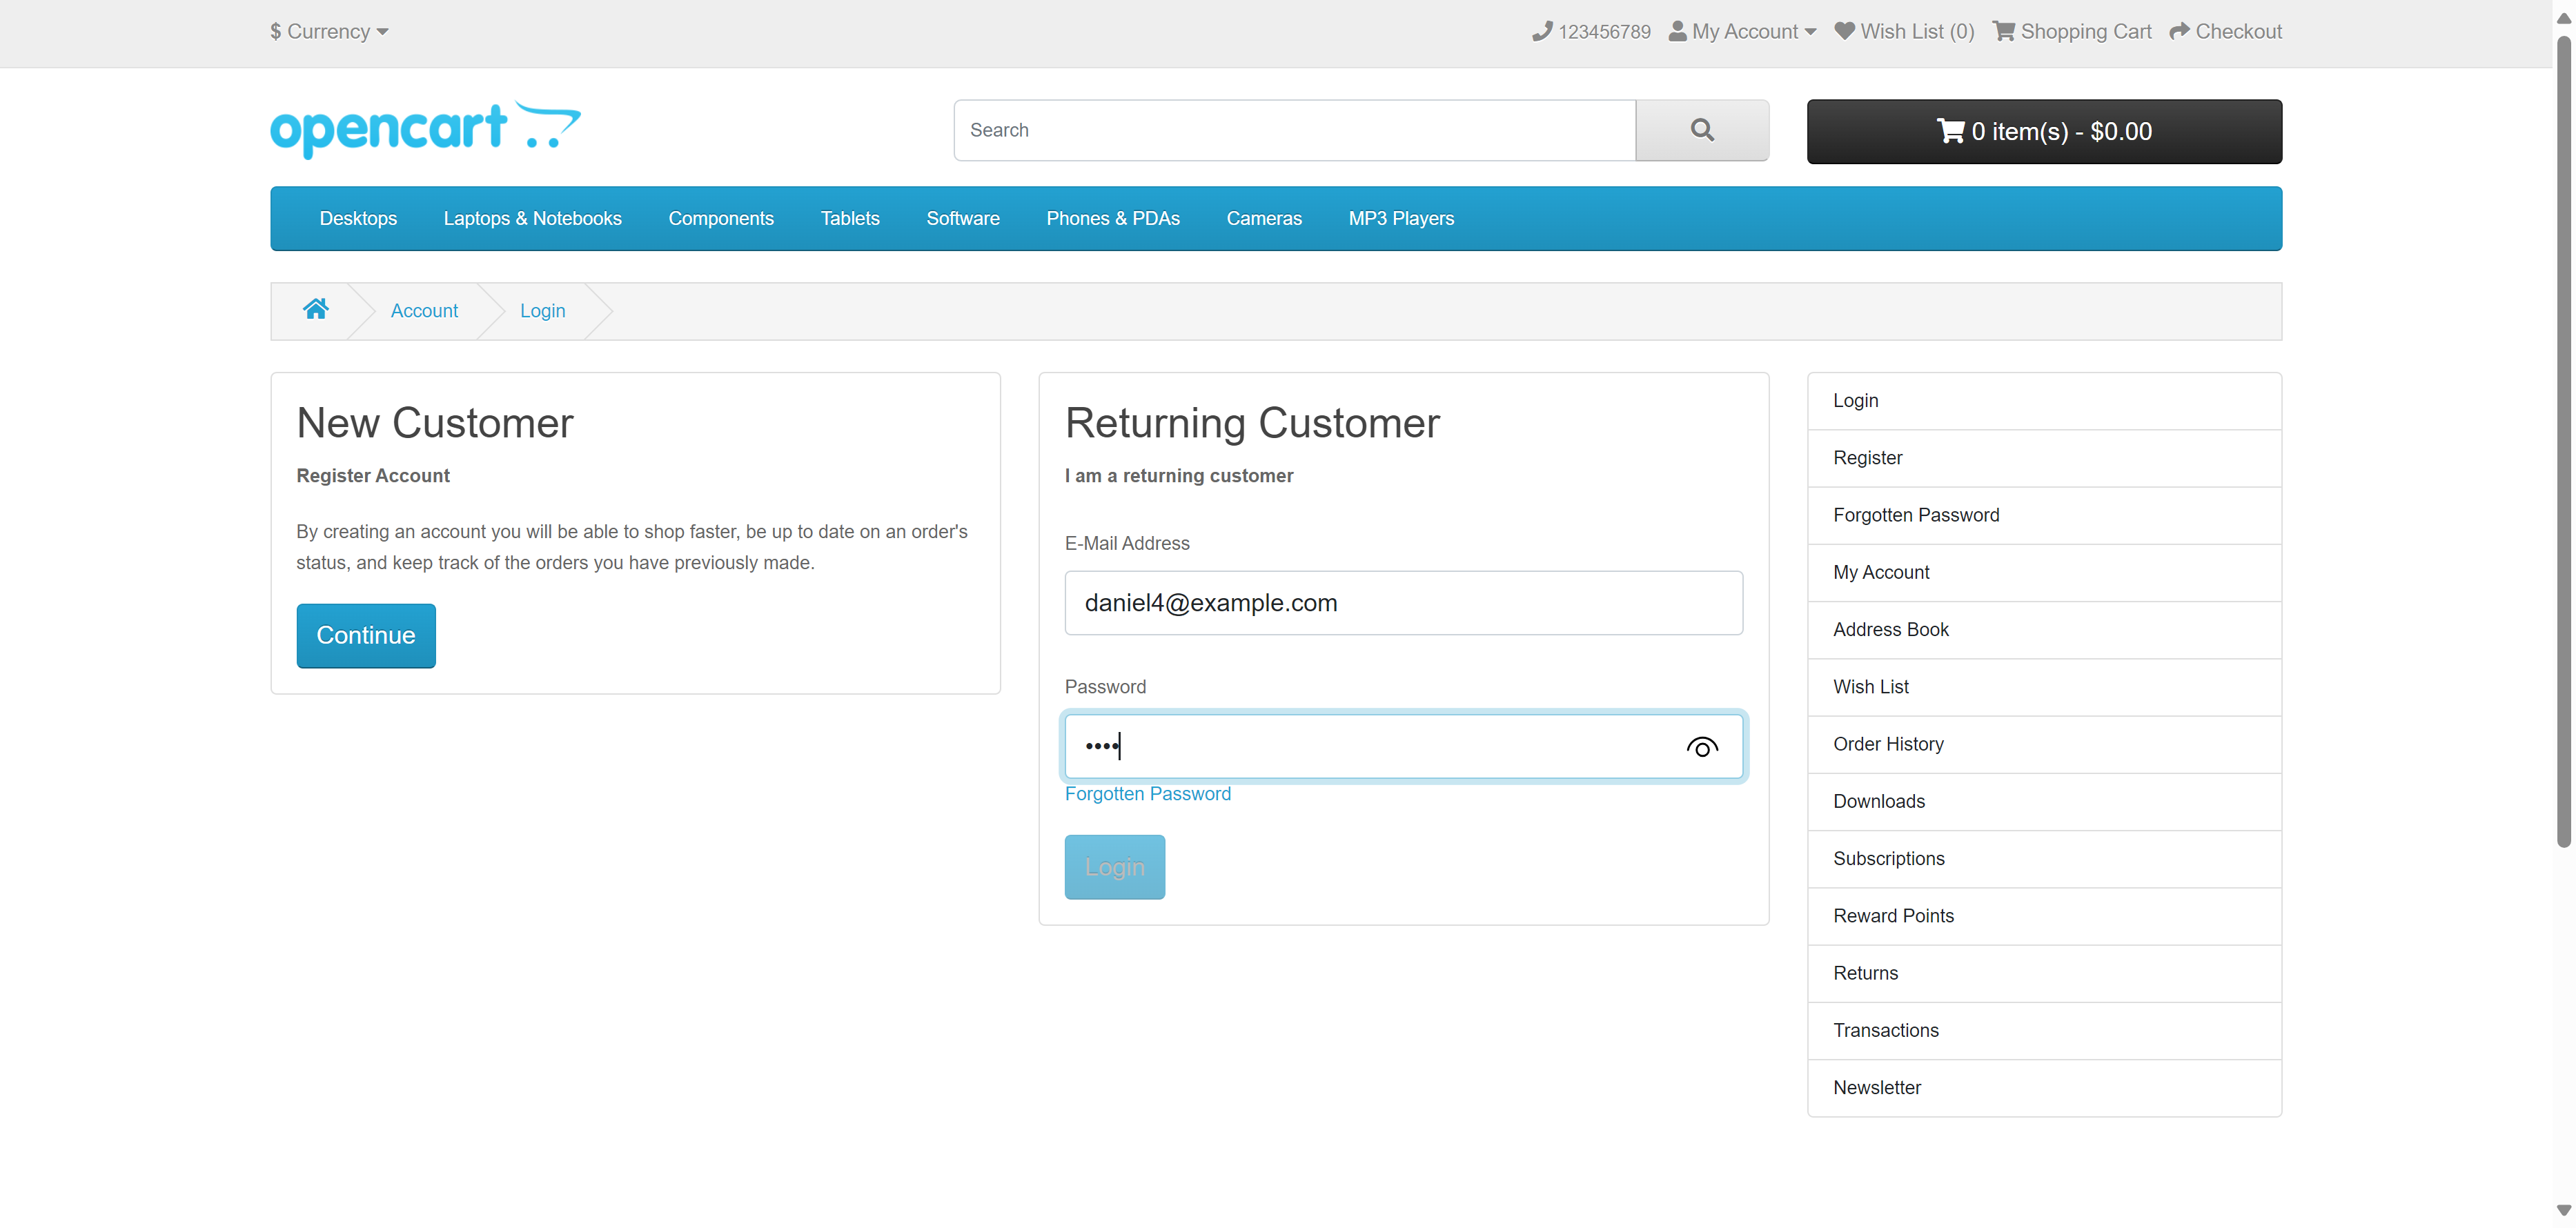 $ Currency
123456789 My Account Wish List (0) Shopping Cart Checkout
opencart
Search
0 item(s) - $0.00
Desktops Laptops & Notebooks Components Tablets Software Phones & PDAs Cameras MP3 Players
Account Login
New Customer
Register Account
By creating an account you will be able to shop faster, be up to date on an order's
status, and keep track of the orders you have previously made.
Continue
Returning Customer
I am a returning customer
E-Mail Address
daniel4@example.com
Password
••••
Forgotten Password
Login
Login
Register
Forgotten Password
My Account
Address Book
Wish List
Order History
Downloads
Subscriptions
Reward Points
Returns
Transactions
Newsletter